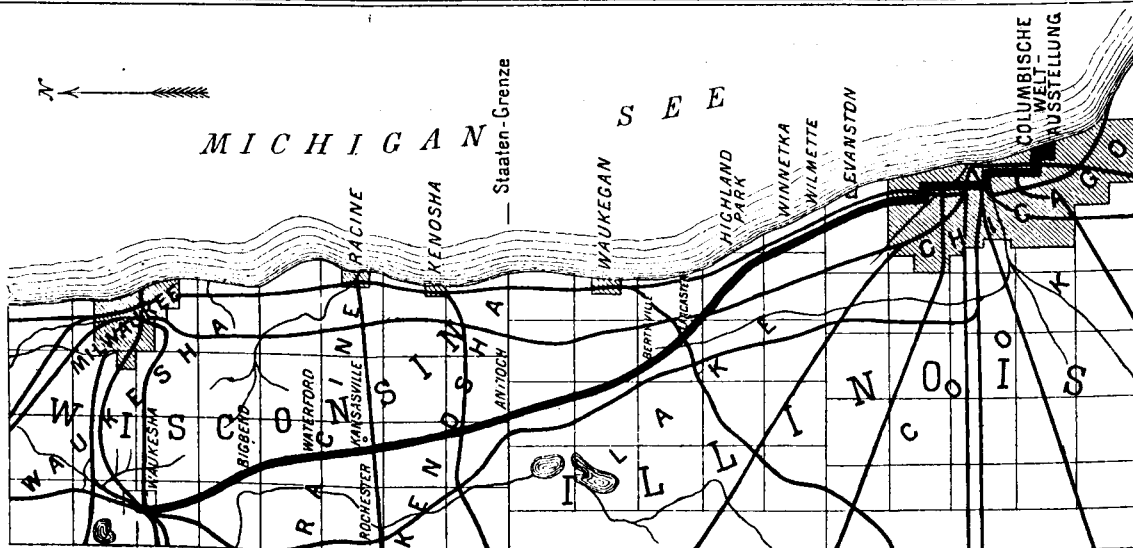 N
MICHIGAN SEE
COLUMBISCHE
WELT-
AUSSTELLUNG
Staaten-Grenze
MILWAUKEE
RACINE
KENOSHA
WAUKEGAN
HIGHLAND
PARK
WINNETKA
WILMETTE
EVANSTON
CHICAGO
WAUKESHA
WAUKESHA
BIGBEND
WATERFORD
KANSASVILLE
ROCHESTER
RACINE
KENOSHA
ANTIOCH
BERTHVILLE
LANCASTER
WISCONSIN
LAKE
ILLINOIS
COOK